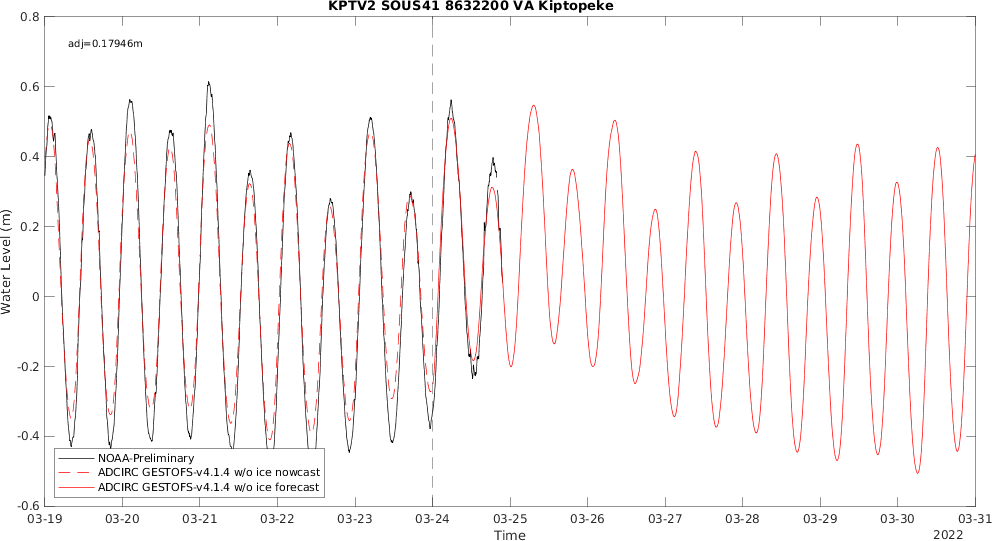 KPTV2 SOUS41 8632200 VA Kiptopeke
adj=0.17946m
0.8
0.6
0.4
0.2
0
-0.2
-0.4
-0.6
Water Level (m)
NOAA-Preliminary
ADCIRC GESTOFS-v4.1.4 w/o ice nowcast
ADCIRC GESTOFS-v4.1.4 w/o ice forecast
03-19 03-20 03-21 03-22 03-23 03-24 03-25 03-26 03-27 03-28 03-29 03-30 03-31
Time
2022